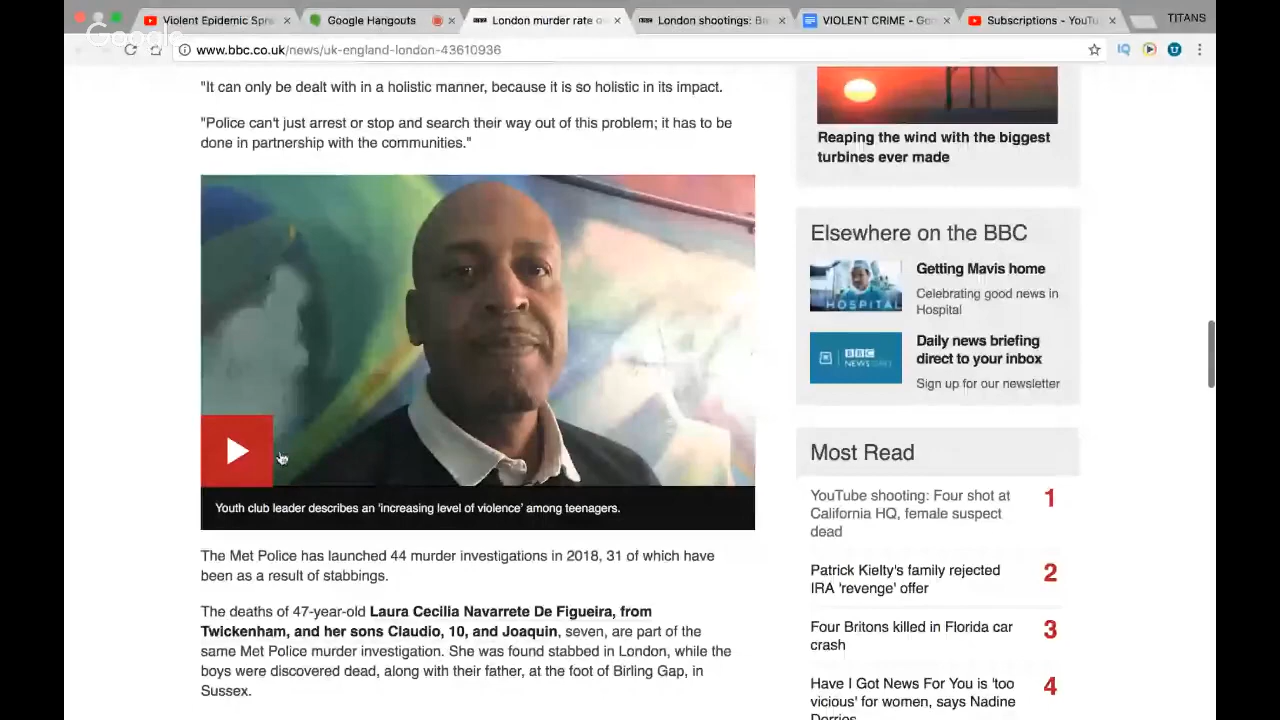 Violent Epidemic Spre
Google Hangouts
London murder rate o
London shootings: B
VIOLENT CRIME - Go
Subscriptions - YouTu
TITANS
Google
www.bbc.co.uk/news/uk-england-london-43610936
IQ
"It can only be dealt with in a holistic manner, because it is so holistic in its impact.
"Police can't just arrest or stop and search their way out of this problem; it has to be
done in partnership with the communities."
Youth club leader describes an 'increasing level of violence' among teenagers.
The Met Police has launched 44 murder investigations in 2018, 31 of which have
been as a result of stabbings.
The deaths of 47-year-old Laura Cecilia Navarrete De Figueira, from
Twickenham, and her sons Claudio, 10, and Joaquin, seven, are part of the
same Met Police murder investigation. She was found stabbed in London, while the
boys were discovered dead, along with their father, at the foot of Birling Gap, in
Sussex.
Reaping the wind with the biggest
turbines ever made
Elsewhere on the BBC
HOSPITAL
Getting Mavis home
Celebrating good news in
Hospital
BBC
NEWS
Daily news briefing
direct to your inbox
Sign up for our newsletter
Most Read
YouTube shooting: Four shot at
California HQ, female suspect
dead
1
Patrick Kielty's family rejected
IRA 'revenge' offer
2
Four Britons killed in Florida car
crash
3
Have I Got News For You is 'too
vicious' for women, says Nadine
Dorries
4